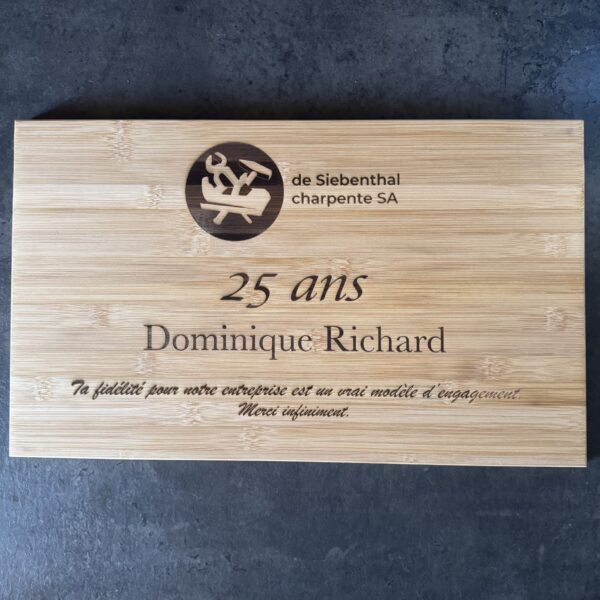 de Siebenthal
charpente SA
25 ans
Dominique Richard
Ta fidélité pour notre entreprise est un vrai modèle d'engagement.
Merci infiniment.